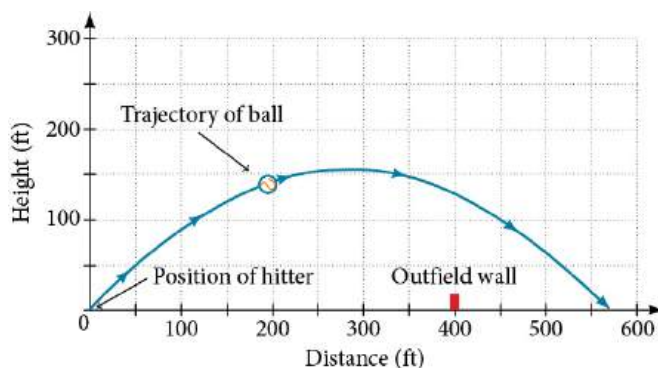 300
200
100
Height (ft)
Trajectory of ball
Position of hitter
Outfield wall
0
100
200
300
400
500
600
Distance (ft)